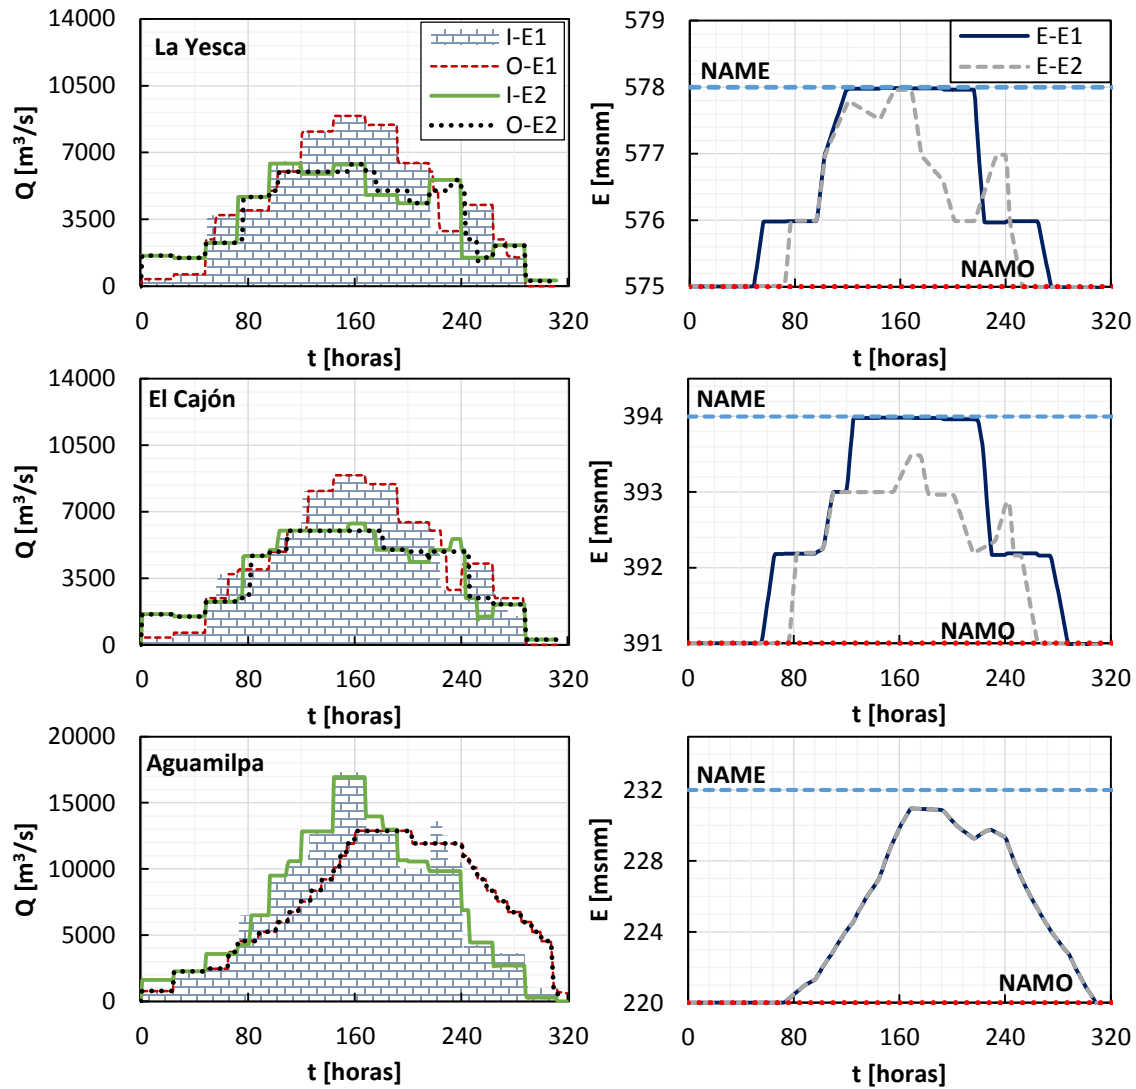 14000
10500
7000
3500
0
Q [m³/s]
La Yesca
I-E1
O-E1
I-E2
O-E2
0 80 160 240 320
t [horas]
579
578
577
576
575
E [msnm]
NAME
E-E1
E-E2
NAMO
0 80 160 240 320
t [horas]
14000
10500
7000
3500
0
Q [m³/s]
El Cajón
0 80 160 240 320
t [horas]
394
393
392
391
E [msnm]
NAME
NAMO
0 80 160 240 320
t [horas]
20000
15000
10000
5000
0
Q [m³/s]
Aguamilpa
0 80 160 240 320
t [horas]
232
228
224
220
E [msnm]
NAME
NAMO
0 80 160 240 320
t [horas]